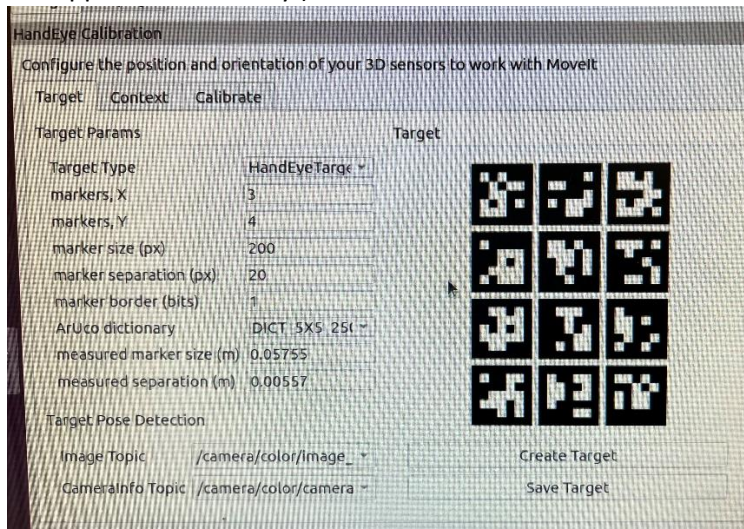 HandEye Calibration
Configure the position and orientation of your 3D sensors to work with MoveIt
Target Context Calibrate
Target Params Target
Target Type HandEyeTarge
markers, X 3
markers, Y 4
marker size (px) 200
marker separation (px) 20
marker border (bits) 1
ArUco dictionary DICT_5X5_25(
measured marker size (m) 0.05755
measured separation (m) 0.00557
Target Pose Detection
Image Topic /camera/color/image_ Create Target
CameraInfo Topic /camera/color/camera Save Target